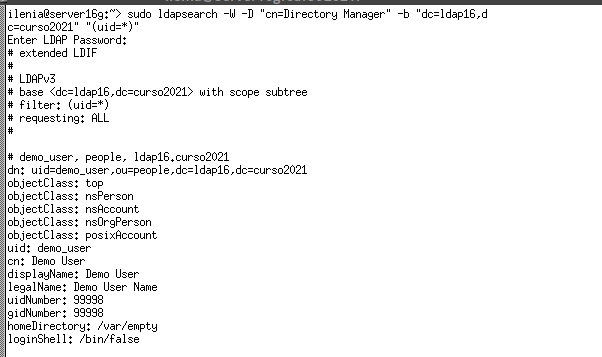 ilenia@server16g:~> sudo ldapsearch -W -D "cn=Directory Manager" -b "dc=ldap16,d
c=curso2021" "(uid=*)"
Enter LDAP Password:
# extended LDIF
#
# LDAPv3
# base <dc=ldap16,dc=curso2021> with scope subtree
# filter: (uid=*)
# requesting: ALL
#
# demo_user, people, ldap16.curso2021
dn: uid=demo_user,ou=people,dc=ldap16,dc=curso2021
objectClass: top
objectClass: nsPerson
objectClass: nsAccount
objectClass: nsOrgPerson
objectClass: posixAccount
uid: demo_user
cn: Demo User
displayName: Demo User
legalName: Demo User Name
uidNumber: 99998
gidNumber: 99998
homeDirectory: /var/empty
loginShell: /bin/false